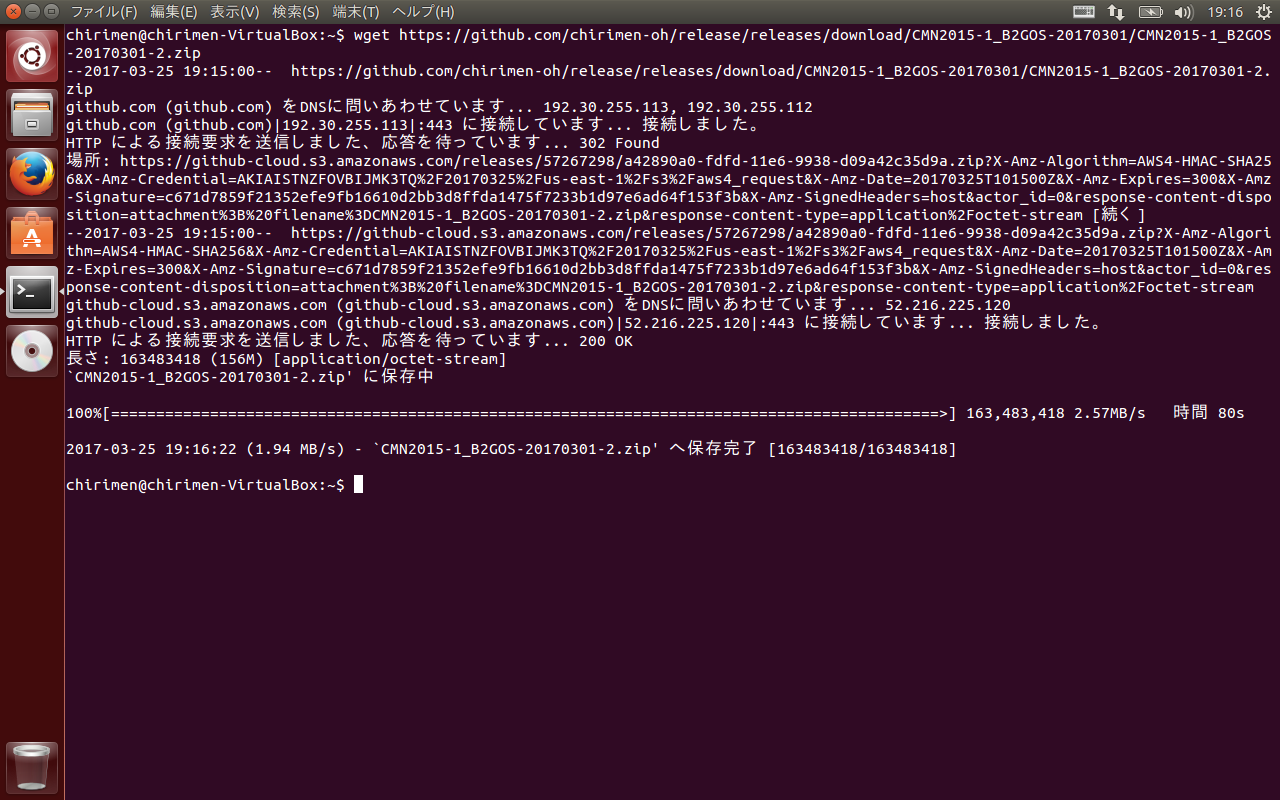 ファイル(F) 編集(E) 表示(V) 検索(S) 端末(T) ヘルプ(H) 19:16
chirimen@chirimen-VirtualBox:~$ wget https://github.com/chirimen-oh/release/releases/download/CMN2015-1_B2GOS-20170301/CMN2015-1_B2GOS
-20170301-2.zip
--2017-03-25 19:15:00--  https://github.com/chirimen-oh/release/releases/download/CMN2015-1_B2GOS-20170301/CMN2015-1_B2GOS-20170301-2.
zip
github.com (github.com) をDNSに問いあわせています... 192.30.255.113, 192.30.255.112
github.com (github.com)|192.30.255.113|:443 に接続しています... 接続しました。
HTTP による接続要求を送信しました、応答を待っています... 302 Found
場所: https://github-cloud.s3.amazonaws.com/releases/57267298/a42890a0-fdfd-11e6-9938-d09a42c35d9a.zip?X-Amz-Algorithm=AWS4-HMAC-SHA25
6&X-Amz-Credential=AKIAISTNZFOVBIJMK3TQ%2F20170325%2Fus-east-1%2Fs3%2Faws4_request&X-Amz-Date=20170325T101500Z&X-Amz-Expires=300&X-Amz
-Signature=c671d7859f21352efe9fb16610d2bb3d8ffda1475f7233b1d97e6ad64f153f3b&X-Amz-SignedHeaders=host&actor_id=0&response-content-dispo
sition=attachment%3B%20filename%3DCMN2015-1_B2GOS-20170301-2.zip&response-content-type=application%2Foctet-stream [続く]
--2017-03-25 19:15:00--  https://github-cloud.s3.amazonaws.com/releases/57267298/a42890a0-fdfd-11e6-9938-d09a42c35d9a.zip?X-Amz-Algori
thm=AWS4-HMAC-SHA256&X-Amz-Credential=AKIAISTNZFOVBIJMK3TQ%2F20170325%2Fus-east-1%2Fs3%2Faws4_request&X-Amz-Date=20170325T101500Z&X-Am
z-Expires=300&X-Amz-Signature=c671d7859f21352efe9fb16610d2bb3d8ffda1475f7233b1d97e6ad64f153f3b&X-Amz-SignedHeaders=host&actor_id=0&res
ponse-content-disposition=attachment%3B%20filename%3DCMN2015-1_B2GOS-20170301-2.zip&response-content-type=application%2Foctet-stream
github-cloud.s3.amazonaws.com (github-cloud.s3.amazonaws.com) をDNSに問いあわせています... 52.216.225.120
github-cloud.s3.amazonaws.com (github-cloud.s3.amazonaws.com)|52.216.225.120|:443 に接続しています... 接続しました。
HTTP による接続要求を送信しました、応答を待っています... 200 OK
長さ: 163483418 (156M) [application/octet-stream]
`CMN2015-1_B2GOS-20170301-2.zip' に保存中
100%[============================================================================================>] 163,483,418 2.57MB/s   時間 80s
2017-03-25 19:16:22 (1.94 MB/s) - `CMN2015-1_B2GOS-20170301-2.zip' へ保存完了 [163483418/163483418]
chirimen@chirimen-VirtualBox:~$